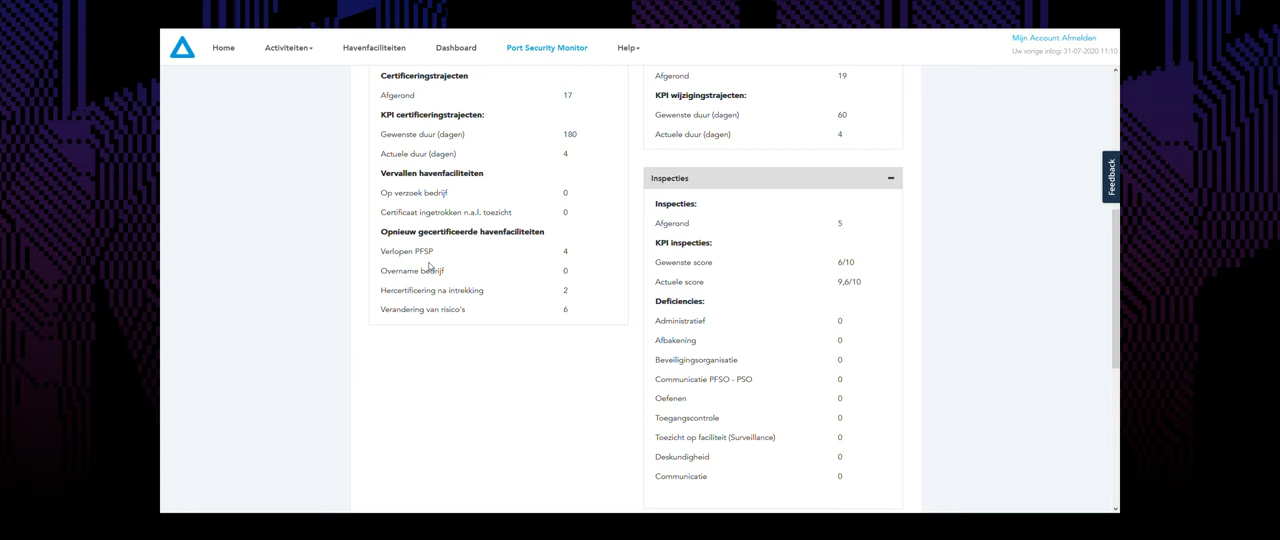 Home
Activiteiten
Havenfaciliteiten
Dashboard
Port Security Monitor
Help
Mijn Account Afmelden
Uw vorige inlog: 31-07-2020 11:10
Certificeringstrajecten
Afgerond 17
KPI certificeringstrajecten:
Gewenste duur (dagen) 180
Actuele duur (dagen) 4
Vervallen havenfaciliteiten
Op verzoek bedrijf 0
Certificaat ingetrokken n.a.l. toezicht 0
Opnieuw gecertificeerde havenfaciliteiten
Verlopen PFSP 4
Overname bedrijf 0
Hercertificering na intrekking 2
Verandering van risico's 6
Afgerond 19
KPI wijzigingstrajecten:
Gewenste duur (dagen) 60
Actuele duur (dagen) 4
Inspecties
Inspecties:
Afgerond 5
KPI inspecties:
Gewenste score 6/10
Actuele score 9,6/10
Deficiencies:
Administratief 0
Afbakening 0
Beveiligingsorganisatie 0
Communicatie PFSO - PSO 0
Oefenen 0
Toegangscontrole 0
Toezicht op faciliteit (Surveillance) 0
Deskundigheid 0
Communicatie 0
Feedback